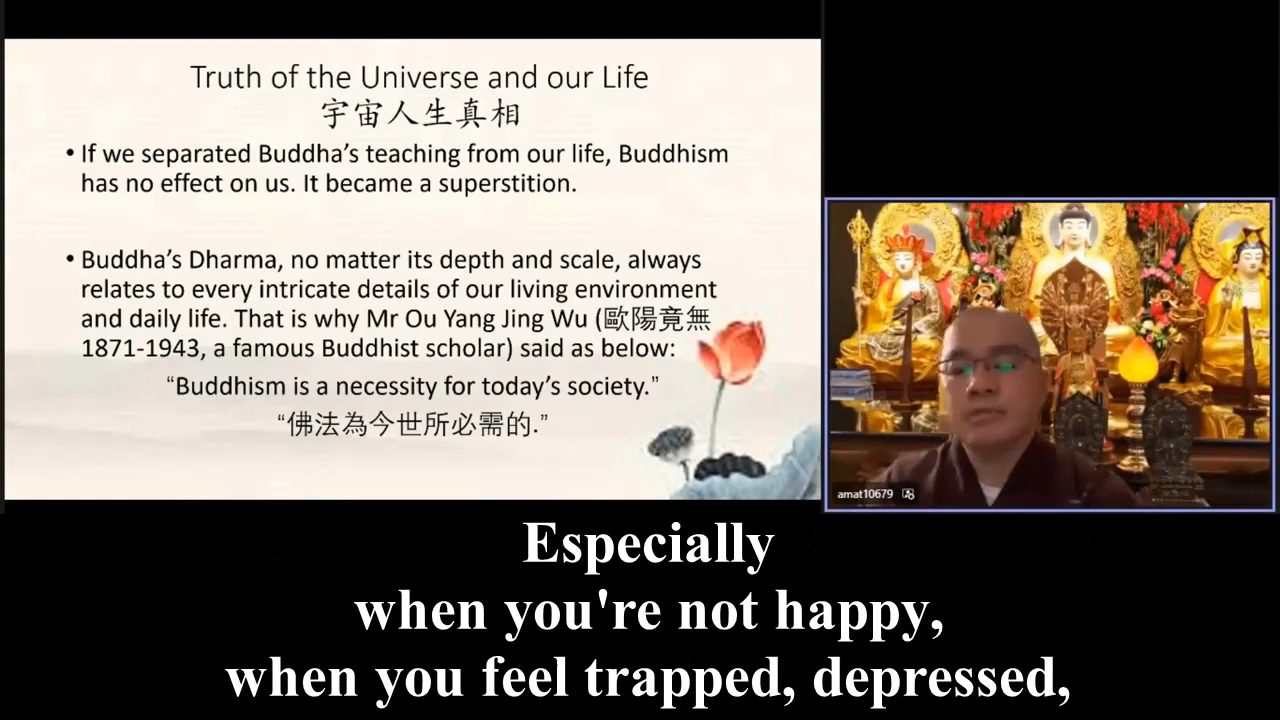 Truth of the Universe and our Life
宇宙人生真相
• If we separated Buddha's teaching from our life, Buddhism
has no effect on us. It became a superstition.
• Buddha's Dharma, no matter its depth and scale, always
relates to every intricate details of our living environment
and daily life. That is why Mr Ou Yang Jing Wu (歐陽竟無
1871-1943, a famous Buddhist scholar) said as below:
“Buddhism is a necessity for today's society.”
“佛法為今世所必需的.”
amat10679
Especially
when you're not happy,
when you feel trapped, depressed,